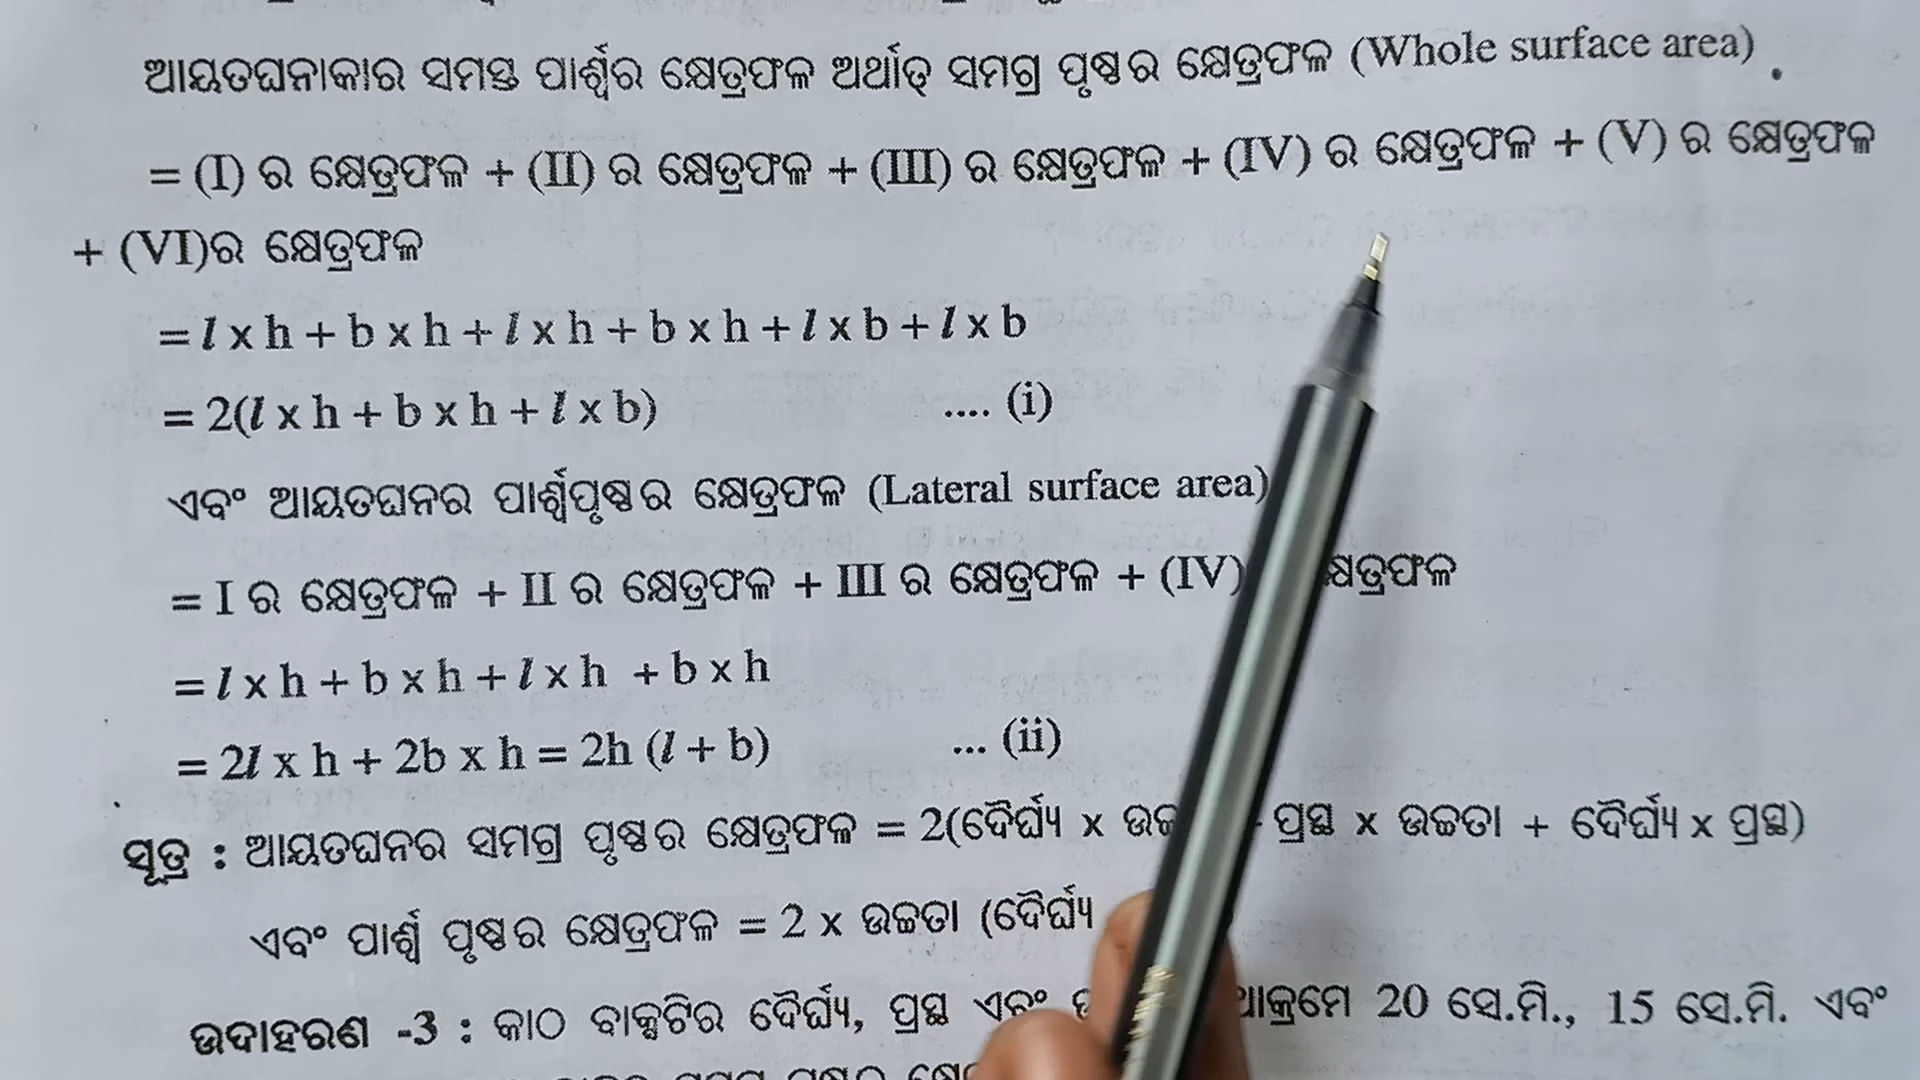 ଆୟତଘନାକାର ସମସ୍ତ ପାର୍ଶ୍ୱର କ୍ଷେତ୍ରଫଳ ଅର୍ଥାତ୍ ସମଗ୍ର ପୃଷ୍ଠର କ୍ଷେତ୍ରଫଳ (Whole surface area)
= (I) ର କ୍ଷେତ୍ରଫଳ + (II) ର କ୍ଷେତ୍ରଫଳ + (III) ର କ୍ଷେତ୍ରଫଳ + (IV) ର କ୍ଷେତ୍ରଫଳ + (V) ର କ୍ଷେତ୍ରଫଳ
+ (VI)ର କ୍ଷେତ୍ରଫଳ
= l x h + b x h + l x h + b x h + l x b + l x b
= 2(l x h + b x h + l x b) .... (i)
ଏବଂ ଆୟତଘନର ପାର୍ଶ୍ୱପୃଷ୍ଠର କ୍ଷେତ୍ରଫଳ (Lateral surface area)
= I ର କ୍ଷେତ୍ରଫଳ + II ର କ୍ଷେତ୍ରଫଳ + III ର କ୍ଷେତ୍ରଫଳ + (IV) କ୍ଷେତ୍ରଫଳ
= l x h + b x h + l x h + b x h
= 2l x h + 2b x h = 2h (l + b) ... (ii)
ସୂତ୍ର : ଆୟତଘନର ସମଗ୍ର ପୃଷ୍ଠର କ୍ଷେତ୍ରଫଳ = 2(ଦୈର୍ଘ୍ୟ x ପ୍ରସ୍ଥ x ଉଚ୍ଚତା + ଦୈର୍ଘ୍ୟ x ପ୍ରସ୍ଥ)
ଏବଂ ପାର୍ଶ୍ୱ ପୃଷ୍ଠର କ୍ଷେତ୍ରଫଳ = 2 x ଉଚ୍ଚତା (ଦୈର୍ଘ୍ୟ
ଉଦାହରଣ -3 : କାଠ ବାକ୍ସଟିର ଦୈର୍ଘ୍ୟ, ପ୍ରସ୍ଥ ଏବଂ 20 ସେ.ମି., 15 ସେ.ମି. ଏବଂ